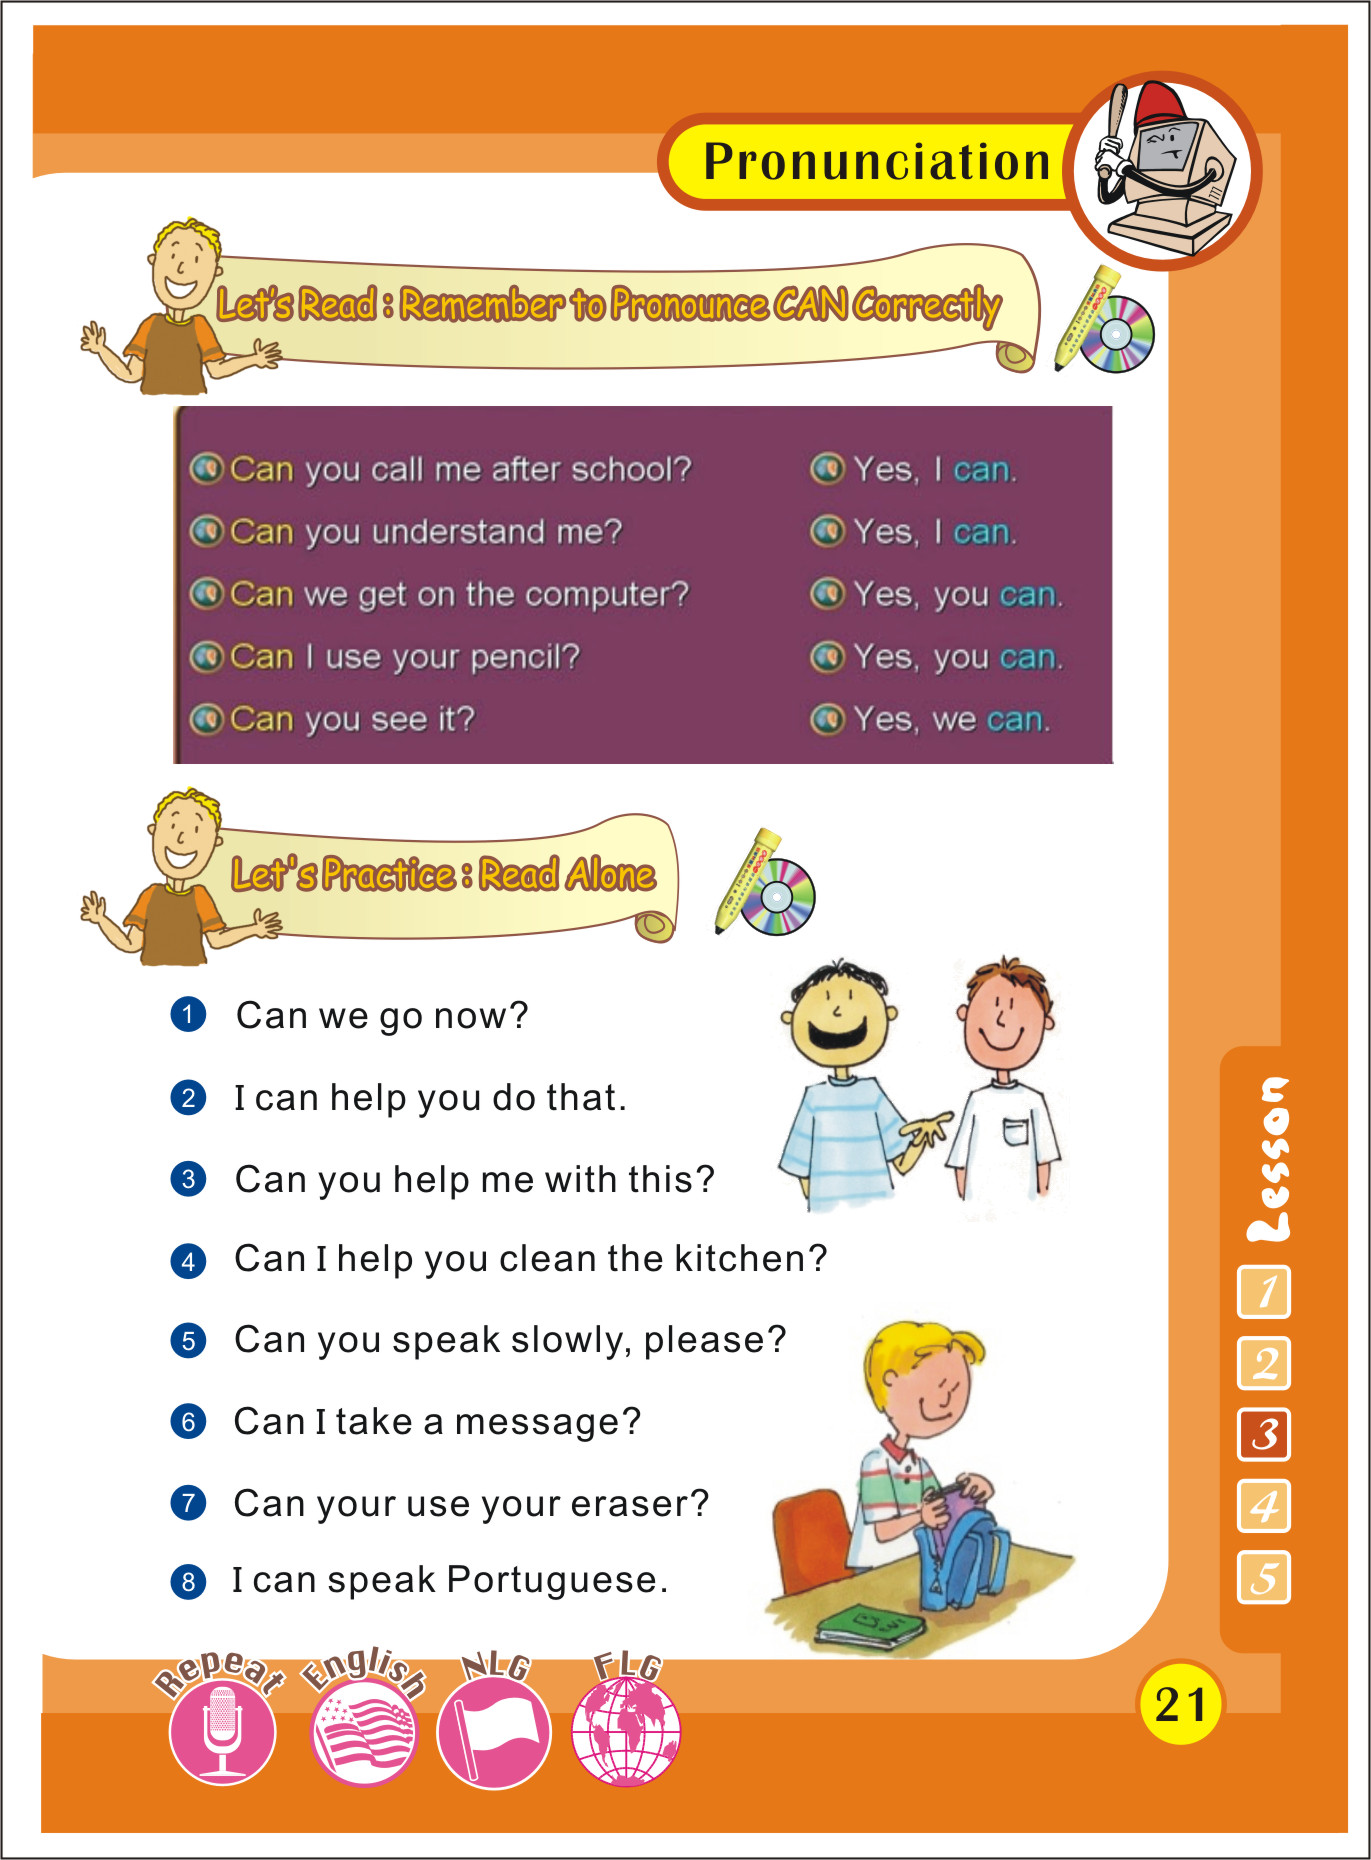 Pronunciation
Let's Read : Remember to Pronounce CAN Correctly
Can you call me after school? Yes, I can.
Can you understand me? Yes, I can.
Can we get on the computer? Yes, you can.
Can I use your pencil? Yes, you can.
Can you see it? Yes, we can.
Let's Practice : Read Alone
1 Can we go now?
2 I can help you do that.
3 Can you help me with this?
4 Can I help you clean the kitchen?
5 Can you speak slowly, please?
6 Can I take a message?
7 Can your use your eraser?
8 I can speak Portuguese.
Lesson
1
2
3
4
5
Repeat English NLG FLG
21